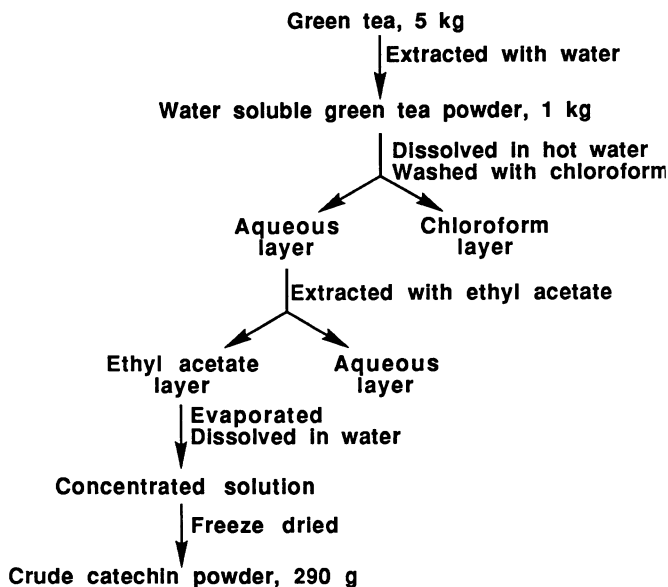 Green tea, 5 kg
Extracted with water
Water soluble green tea powder, 1 kg
Dissolved in hot water
Washed with chloroform
Aqueous
layer
Chloroform
layer
Extracted with ethyl acetate
Ethyl acetate
layer
Aqueous
layer
Evaporated
Dissolved in water
Concentrated solution
Freeze dried
Crude catechin powder, 290 g